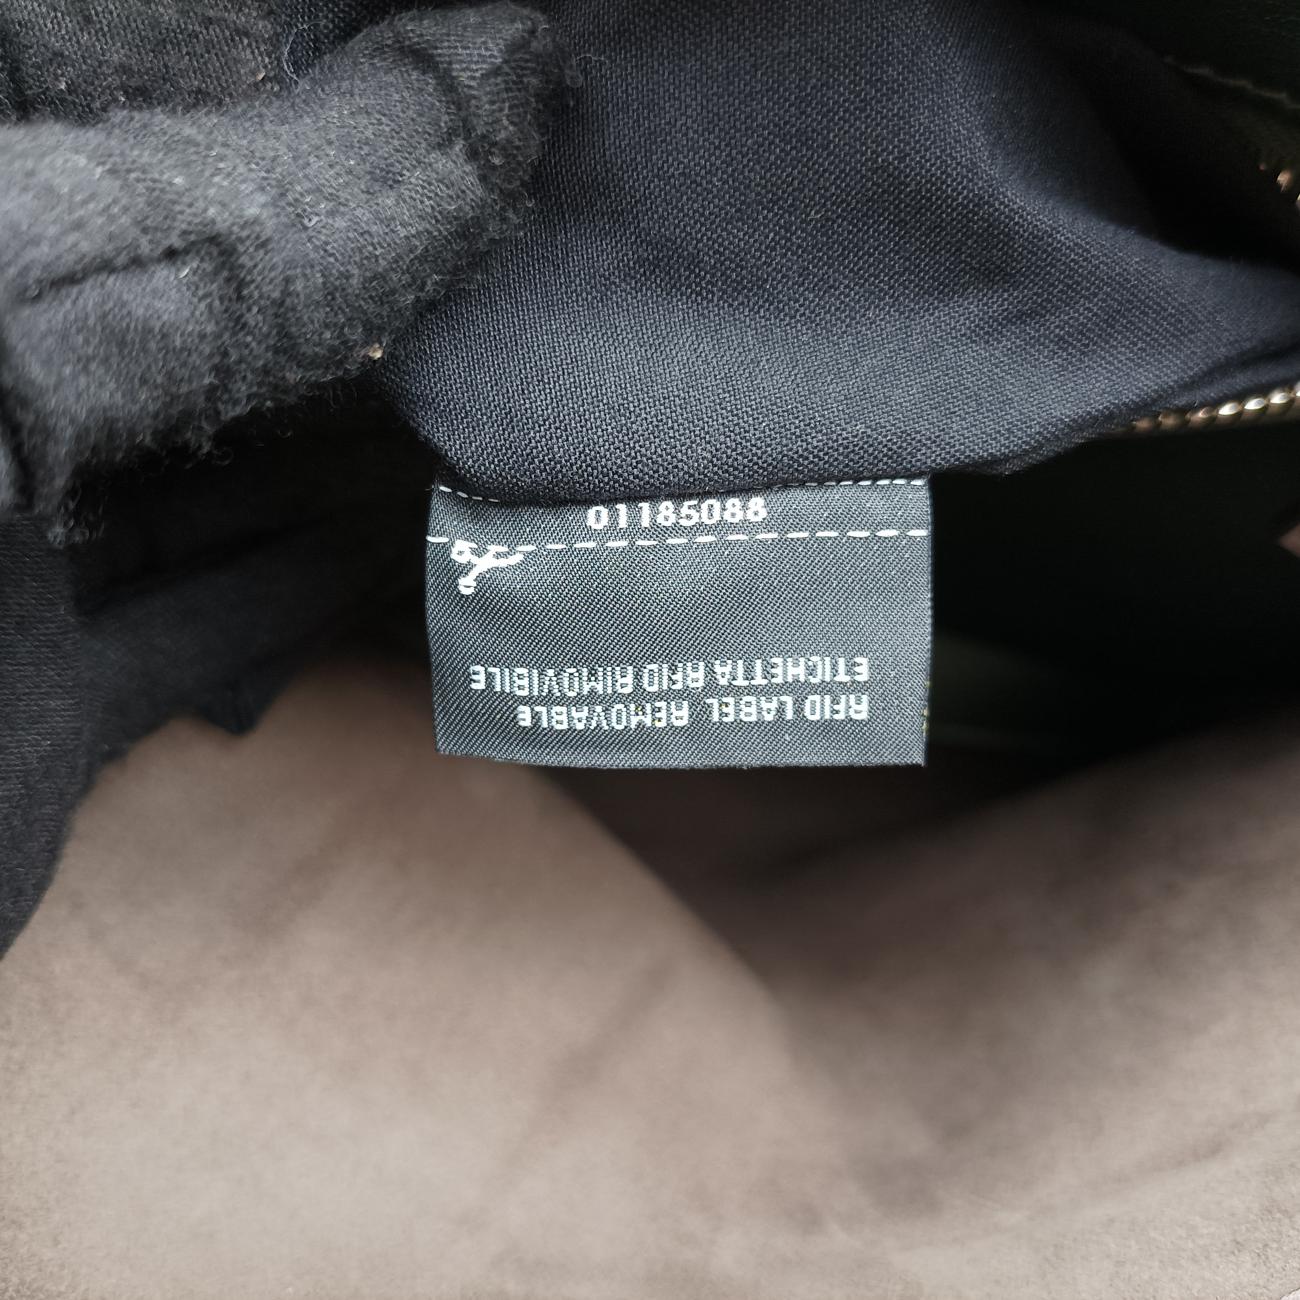 01185088
RFID LABEL REMOVABLE
ETICHETTA RFID RIMOVIBILE